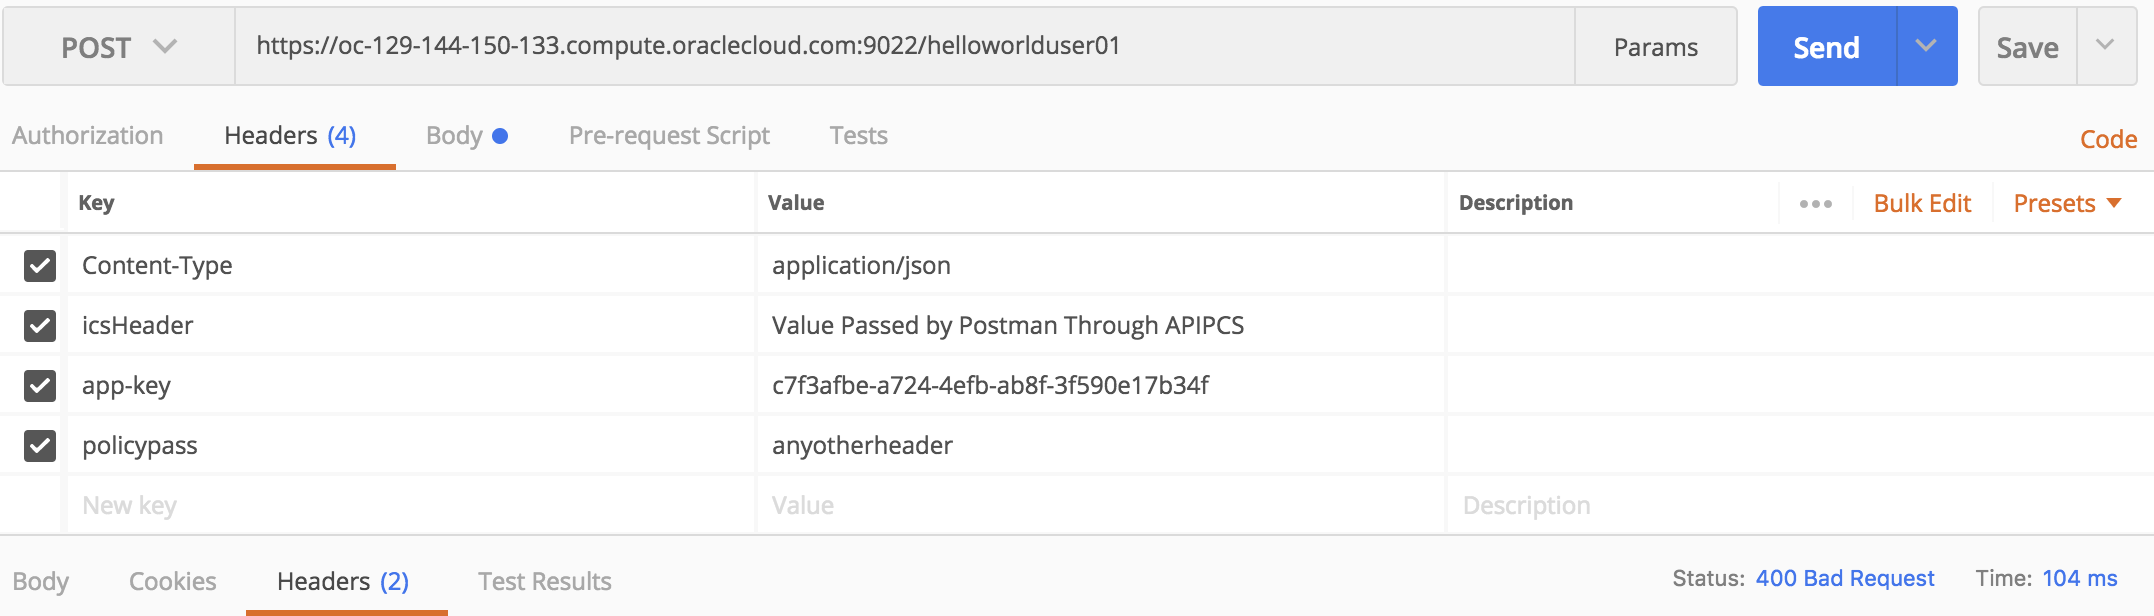 POST https://oc-129-144-150-133.compute.oraclecloud.com:9022/helloworlduser01 Params Send Save
Authorization Headers (4) Body Pre-request Script Tests Code
Key Value Description ••• Bulk Edit Presets
Content-Type application/json
icsHeader Value Passed by Postman Through APIPCS
app-key c7f3afbe-a724-4efb-ab8f-3f590e17b34f
policypass anyotherheader
New key Value Description
Body Cookies Headers (2) Test Results Status: 400 Bad Request Time: 104 ms